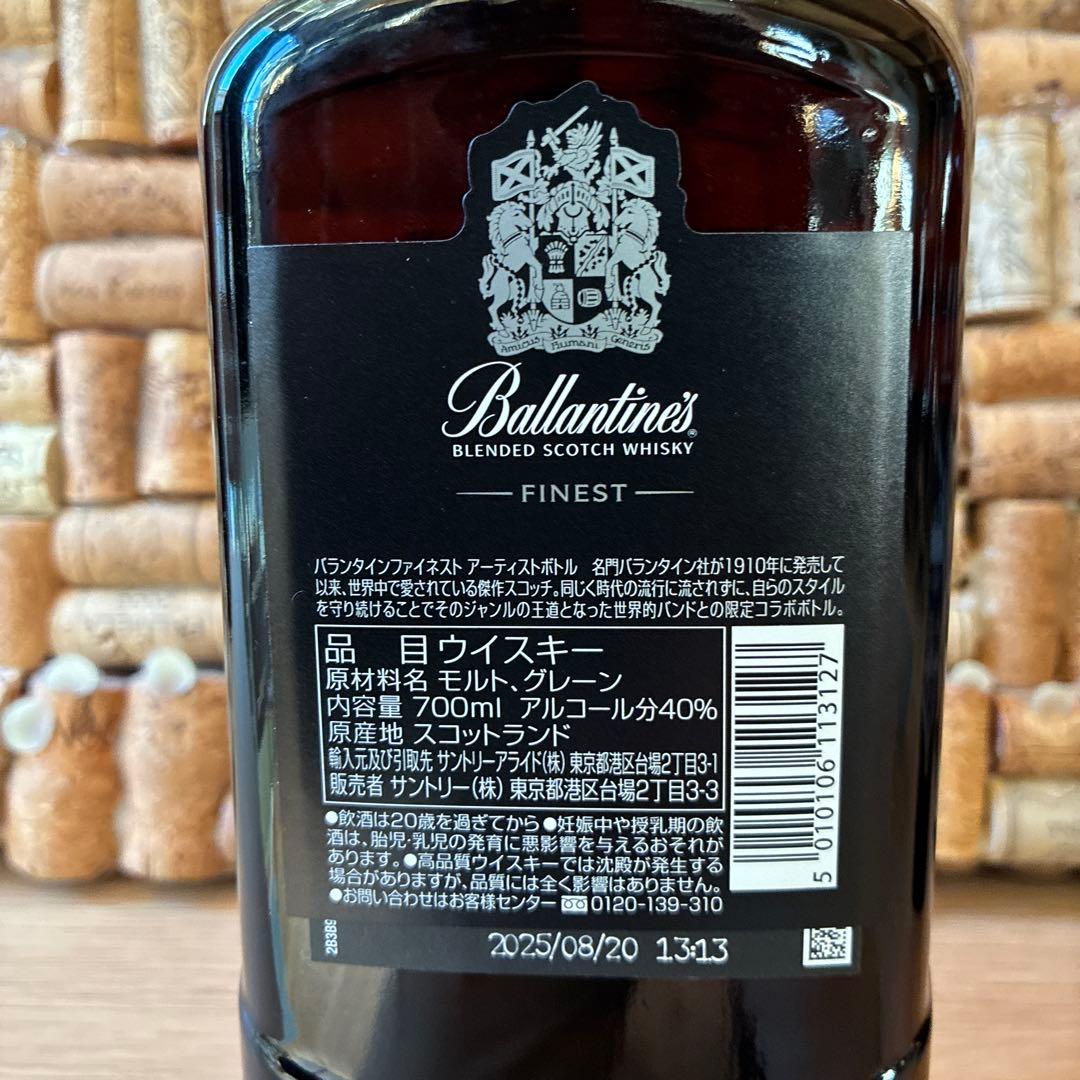 Amicus Humani Generis
Ballantine's®
BLENDED SCOTCH WHISKY
FINEST
バランタインファイネスト アーティストボトル 名門バランタイン社が1910年に発売して
以来、世界中で愛されている傑作スコッチ。同じく時代の流行に流されずに、自らのスタイル
を守り続けることでそのジャンルの王道となった世界的バンドとの限定コラボボトル。
品 目 ウイスキー
原材料名 モルト、グレーン
内容量 700ml アルコール分40%
原産地 スコットランド
輸入元及び引取先 サントリーアライド(株) 東京都港区台場2丁目3-1
販売者 サントリー(株) 東京都港区台場2丁目3-3
●飲酒は20歳を過ぎてから ●妊娠中や授乳期の飲
酒は、胎児・乳児の発育に悪影響を与えるおそれが
あります。●高品質ウイスキーでは沈殿が発生する
場合がありますが、品質には全く影響はありません。
●お問い合わせはお客様センター 0120-139-310
5 010106 113127
2025/08/20 13:13